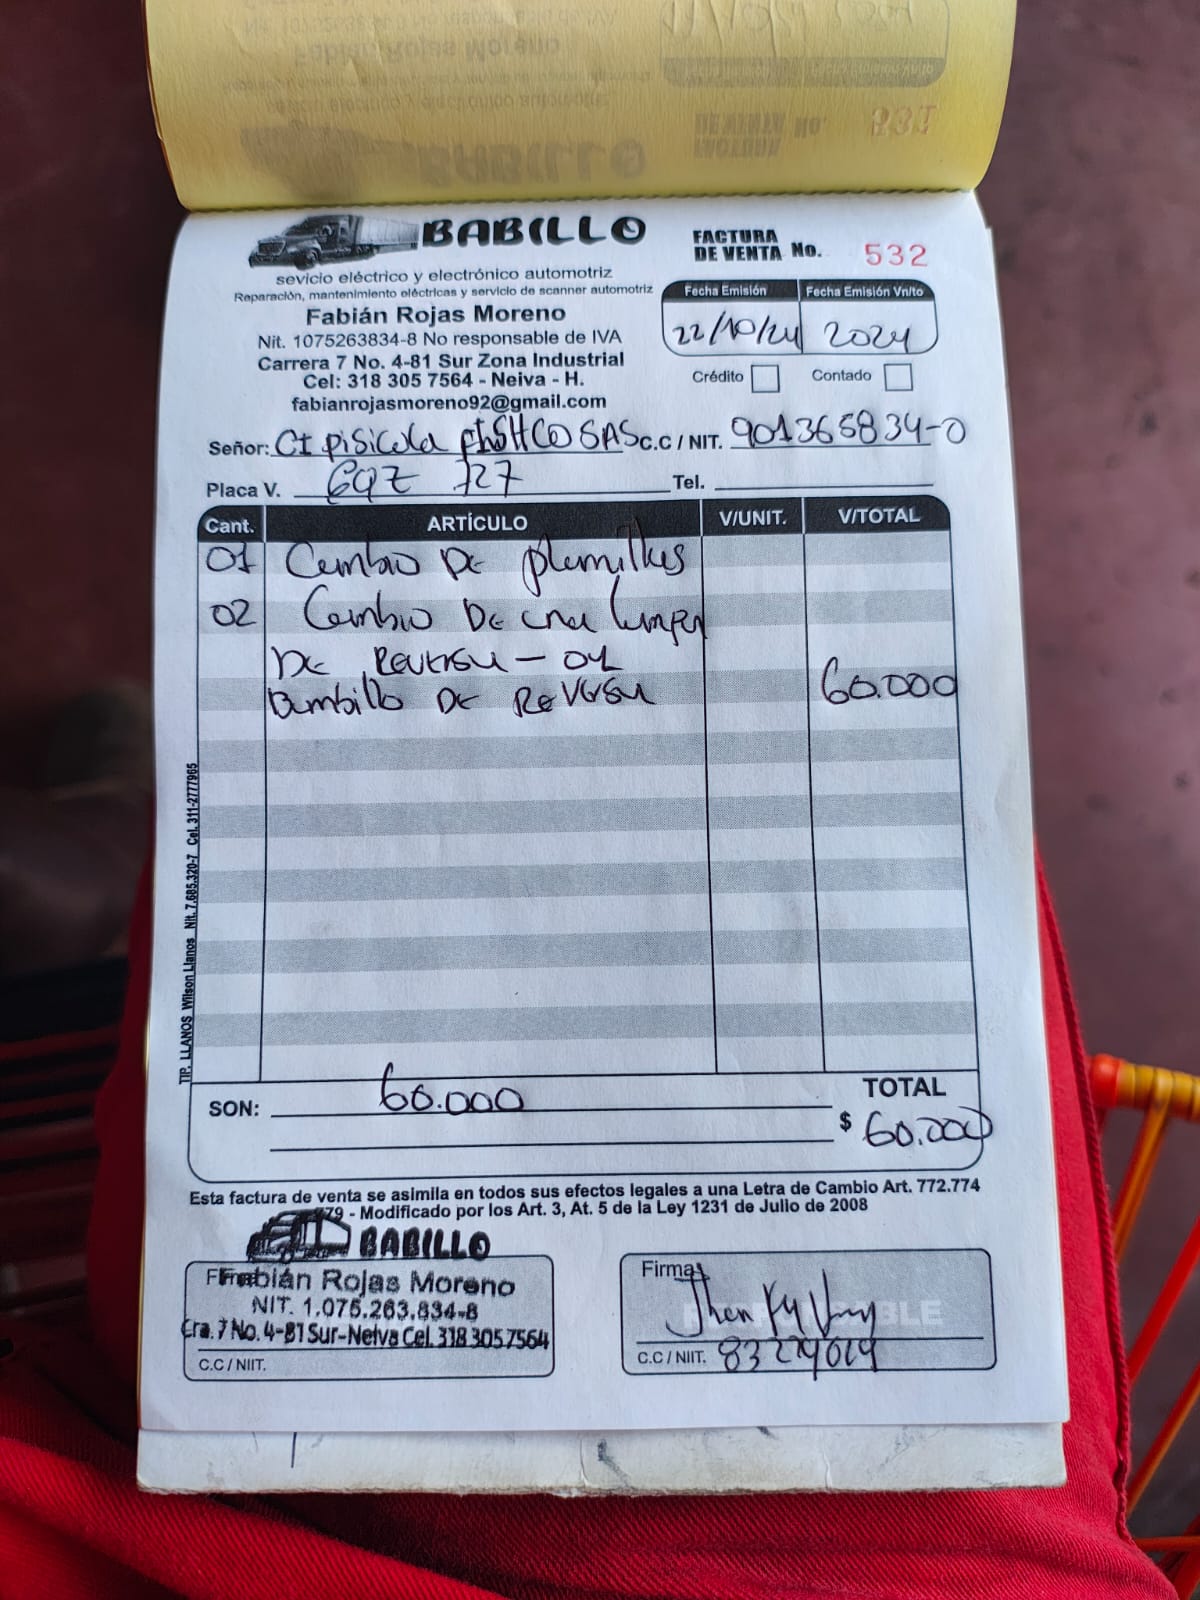 BABILLO
FACTURA
DE VENTA No. 532
sevicio eléctrico y electrónico automotriz
Reparación, mantenimiento eléctricas y servicio de scanner automotriz
Fabián Rojas Moreno
Nit. 1075263834-8 No responsable de IVA
Carrera 7 No. 4-81 Sur Zona Industrial
Cel: 318 305 7564 - Neiva - H.
fabianrojasmoreno92@gmail.com
Fecha Emisión Fecha Emisión Vn/to
22/10/24 2024
Crédito Contado
Señor: CI pisicola FISHCO SAS C.C / NIT. 901365834-0
Placa V. 727 Tel.
Cant. ARTÍCULO V/UNIT. V/TOTAL
01 Cambio De plumillas
02 Cambio De una
De Reversa - 01
Bombillo De Reversa 60.000
TIP. LLANOS Wilson Llanos Nit. 7.685.320-7 Cel. 311-2777965
SON: 60.000
TOTAL
$ 60.000
Esta factura de venta se asimila en todos sus efectos legales a una Letra de Cambio Art. 772.774
779 - Modificado por los Art. 3, At. 5 de la Ley 1231 de Julio de 2008
BABILLO
Fabián Rojas Moreno
NIT. 1.075.263.834-8
Cra. 7 No. 4-81 Sur-Neiva Cel. 318 305 7564
C.C / NIIT.
Firma
C.C / NIIT.